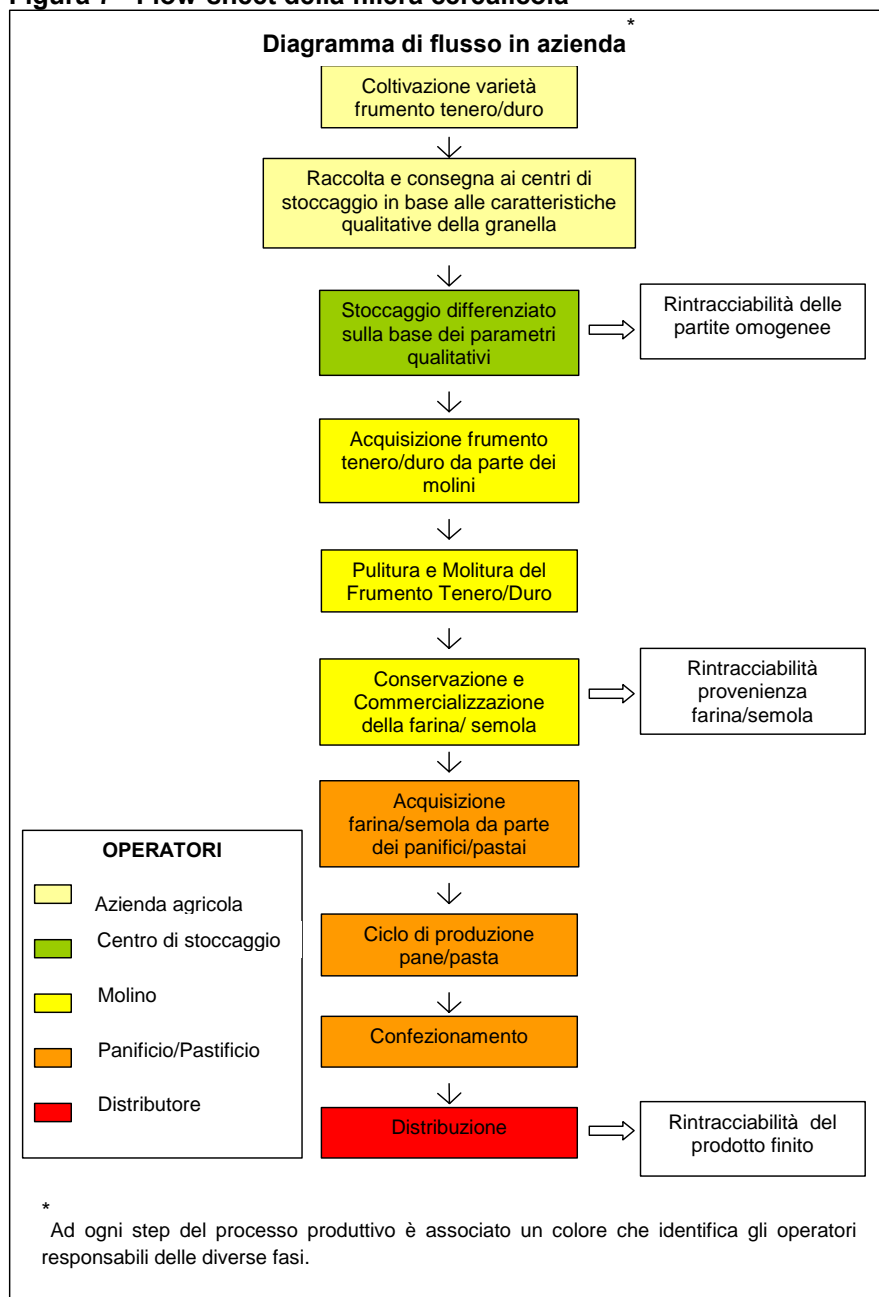 Figura 7 - Flow-sheet della filiera cerealicola
Diagramma di flusso in azienda*
Coltivazione varietà
frumento tenero/duro
Raccolta e consegna ai centri di
stoccaggio in base alle caratteristiche
qualitative della granella
Stoccaggio differenziato
sulla base dei parametri
qualitativi
Rintracciabilità delle
partite omogenee
Acquisizione frumento
tenero/duro da parte dei
molini
Pulitura e Molitura del
Frumento Tenero/Duro
Conservazione e
Commercializzazione
della farina/ semola
Rintracciabilità
provenienza
farina/semola
Acquisizione
farina/semola da parte
dei panifici/pastai
Ciclo di produzione
pane/pasta
Confezionamento
Distribuzione
Rintracciabilità del
prodotto finito
OPERATORI
Azienda agricola
Centro di stoccaggio
Molino
Panificio/Pastificio
Distributore
*
Ad ogni step del processo produttivo è associato un colore che identifica gli operatori
responsabili delle diverse fasi.